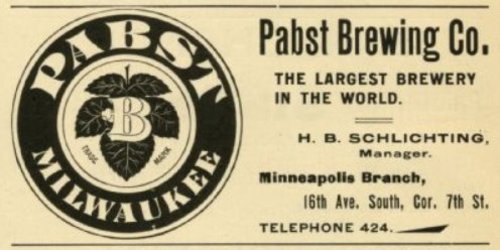 PABST
B
TRADE MARK
MILWAUKEE
Pabst Brewing Co.
THE LARGEST BREWERY
IN THE WORLD.
H. B. SCHLICHTING,
Manager.
Minneapolis Branch,
16th Ave. South, Cor. 7th St.
TELEPHONE 424.